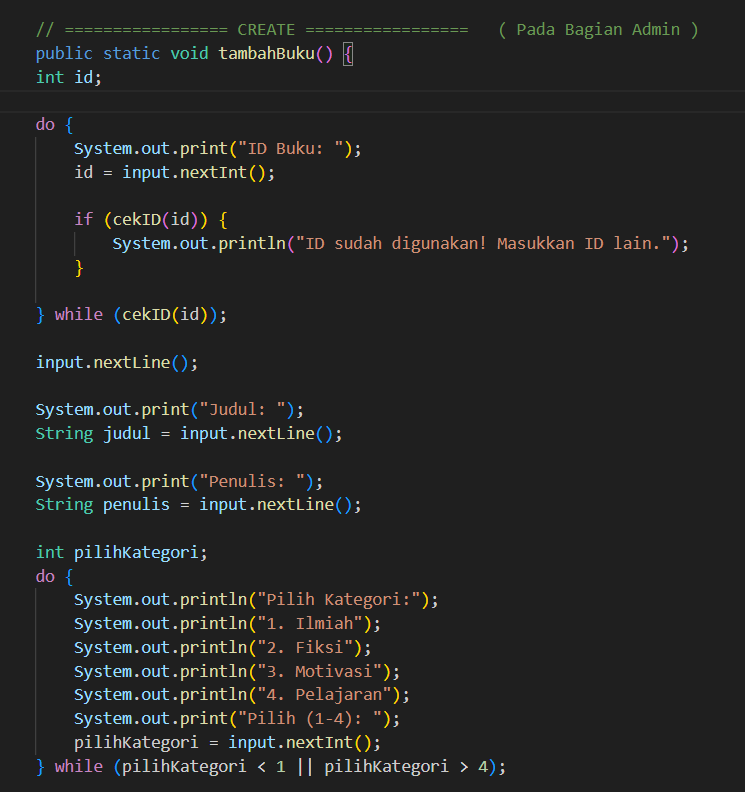 // ================= CREATE =================   ( Pada Bagian Admin )
public static void tambahBuku() {
int id;
do {
System.out.print("ID Buku: ");
id = input.nextInt();
if (cekID(id)) {
System.out.println("ID sudah digunakan! Masukkan ID lain.");
}
} while (cekID(id));
input.nextLine();
System.out.print("Judul: ");
String judul = input.nextLine();
System.out.print("Penulis: ");
String penulis = input.nextLine();
int pilihKategori;
do {
System.out.println("Pilih Kategori:");
System.out.println("1. Ilmiah");
System.out.println("2. Fiksi");
System.out.println("3. Motivasi");
System.out.println("4. Pelajaran");
System.out.print("Pilih (1-4): ");
pilihKategori = input.nextInt();
} while (pilihKategori < 1 || pilihKategori > 4);